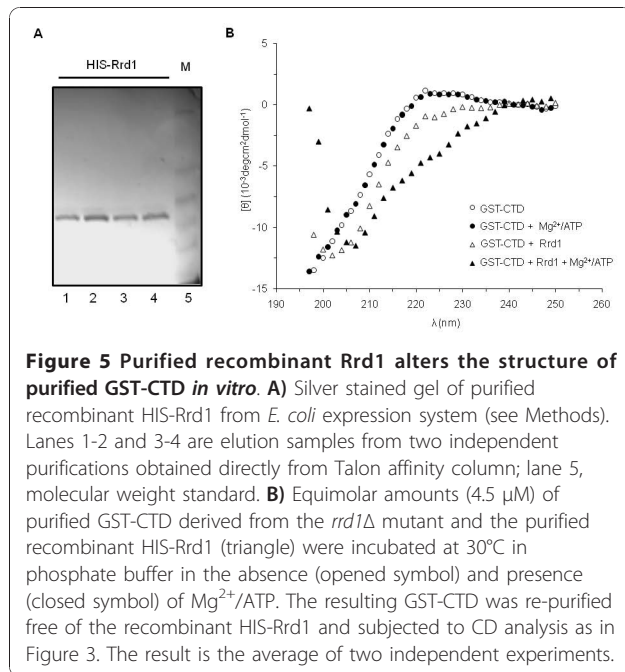 A
B
HIS-Rrd1
M
1 2 3 4 5
5
0
-5
-10
-15
[θ] (10⁻³degcm²dmol⁻¹)
190 200 210 220 230 240 250 260
λ(nm)
○ GST-CTD
● GST-CTD + Mg²⁺/ATP
△ GST-CTD + Rrd1
▲ GST-CTD + Rrd1 + Mg²⁺/ATP
Figure 5 Purified recombinant Rrd1 alters the structure of
purified GST-CTD in vitro. A) Silver stained gel of purified
recombinant HIS-Rrd1 from E. coli expression system (see Methods).
Lanes 1-2 and 3-4 are elution samples from two independent
purifications obtained directly from Talon affinity column; lane 5,
molecular weight standard. B) Equimolar amounts (4.5 μM) of
purified GST-CTD derived from the rrd1Δ mutant and the purified
recombinant HIS-Rrd1 (triangle) were incubated at 30°C in
phosphate buffer in the absence (opened symbol) and presence
(closed symbol) of Mg²⁺/ATP. The resulting GST-CTD was re-purified
free of the recombinant HIS-Rrd1 and subjected to CD analysis as in
Figure 3. The result is the average of two independent experiments.